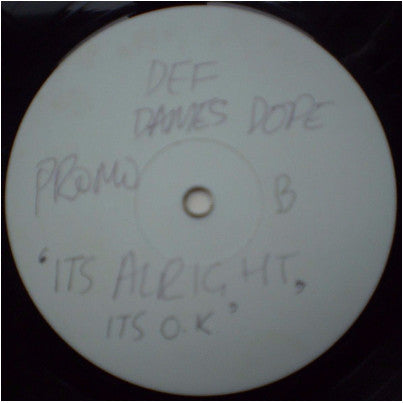 DEF
DAMES DOPE
PROMO B
'ITS ALRIGHT,
ITS O.K'